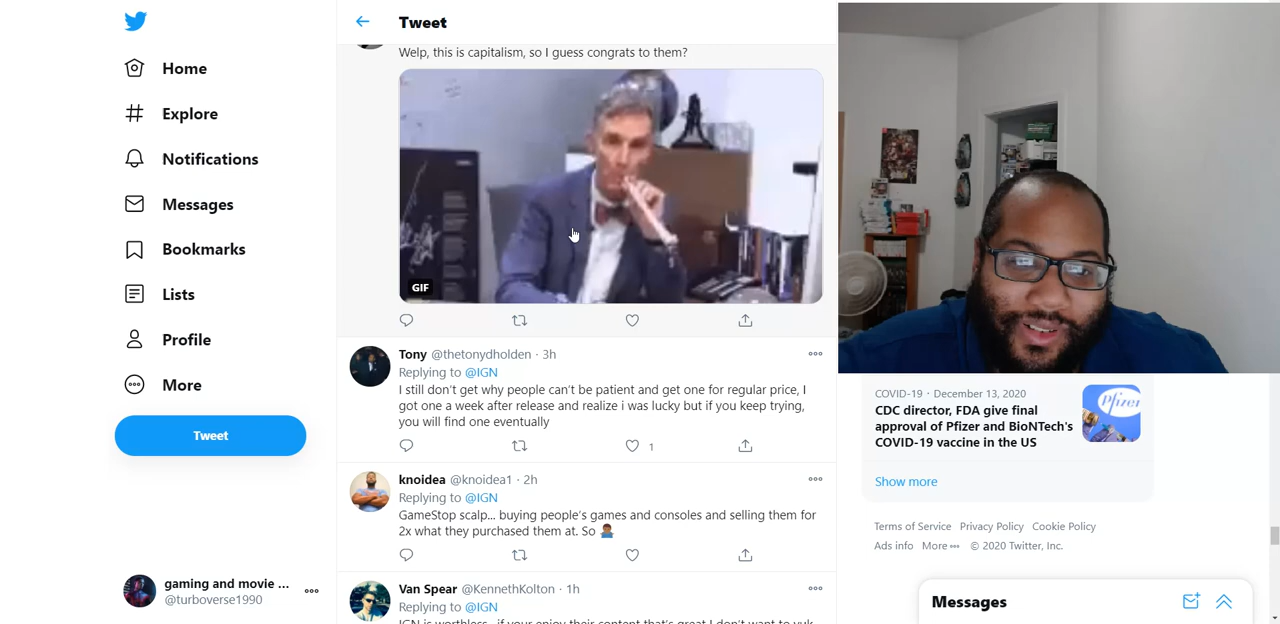 Tweet
Home
Explore
Notifications
Messages
Bookmarks
Lists
Profile
More
Tweet
gaming and movie ...
@turboverse1990
Welp, this is capitalism, so I guess congrats to them?
GIF
Tony @thetonydholden · 3h
Replying to @IGN
I still don't get why people can't be patient and get one for regular price, I
got one a week after release and realize i was lucky but if you keep trying,
you will find one eventually
1
knoidea @knoidea1 · 2h
Replying to @IGN
GameStop scalp... buying people's games and consoles and selling them for
2x what they purchased them at. So
Van Spear @KennethKolton · 1h
Replying to @IGN
COVID-19 · December 13, 2020
CDC director, FDA give final
approval of Pfizer and BioNTech's
COVID-19 vaccine in the US
Pfizer
Show more
Terms of Service Privacy Policy Cookie Policy
Ads info More © 2020 Twitter, Inc.
Messages